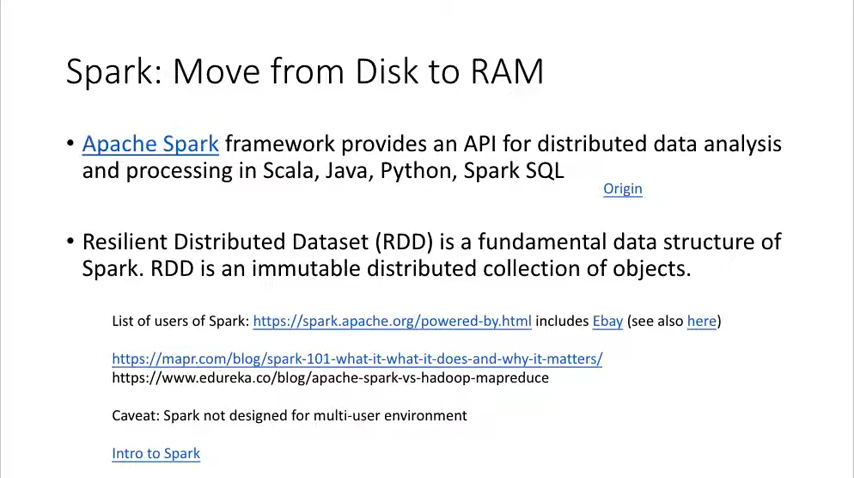 Spark: Move from Disk to RAM
• Apache Spark framework provides an API for distributed data analysis
and processing in Scala, Java, Python, Spark SQL
Origin
• Resilient Distributed Dataset (RDD) is a fundamental data structure of
Spark. RDD is an immutable distributed collection of objects.
List of users of Spark: https://spark.apache.org/powered-by.html includes Ebay (see also here)
https://mapr.com/blog/spark-101-what-it-what-it-does-and-why-it-matters/
https://www.edureka.co/blog/apache-spark-vs-hadoop-mapreduce
Caveat: Spark not designed for multi-user environment
Intro to Spark